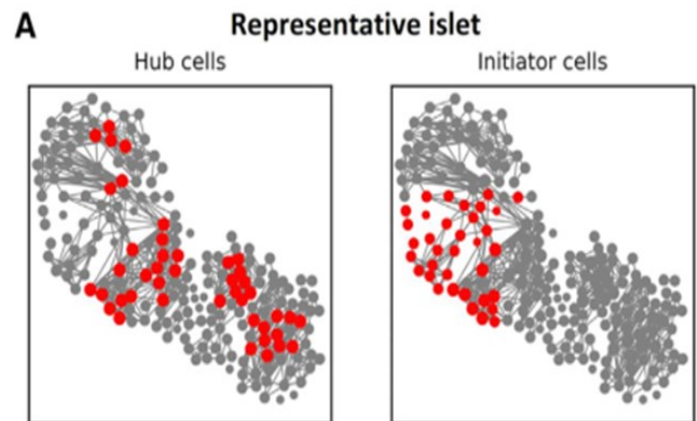 A
Representative islet
Hub cells
Initiator cells